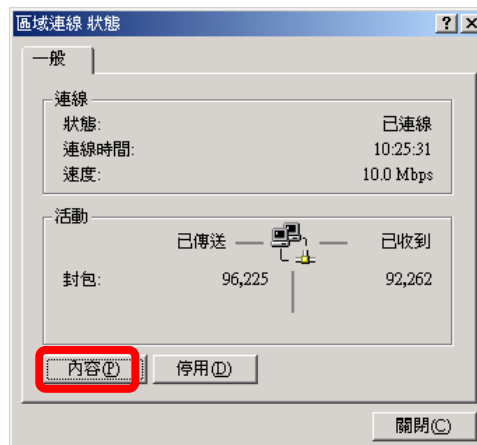 區域連線 狀態
一般
連線
狀態: 已連線
連線時間: 10:25:31
速度: 10.0 Mbps
活動
已傳送 已收到
封包: 96,225 92,262
內容(P) 停用(D)
關閉(C)